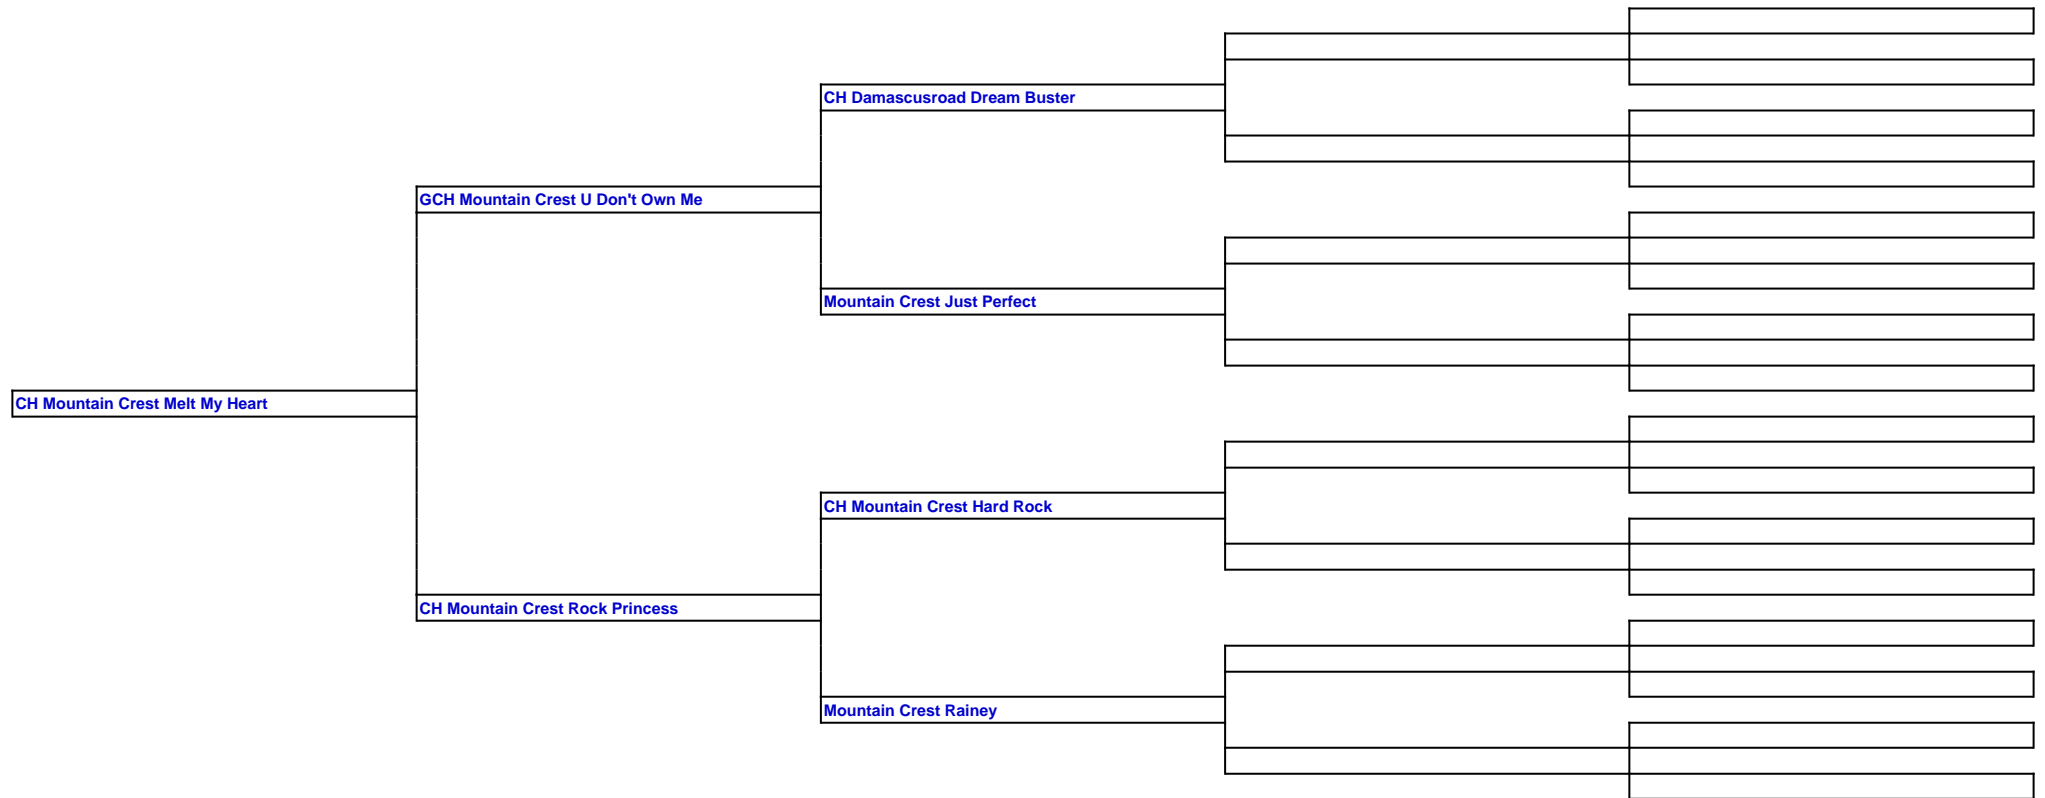 CH Damascusroad Dream Buster
GCH Mountain Crest U Don't Own Me
Mountain Crest Just Perfect
CH Mountain Crest Melt My Heart
CH Mountain Crest Hard Rock
CH Mountain Crest Rock Princess
Mountain Crest Rainey